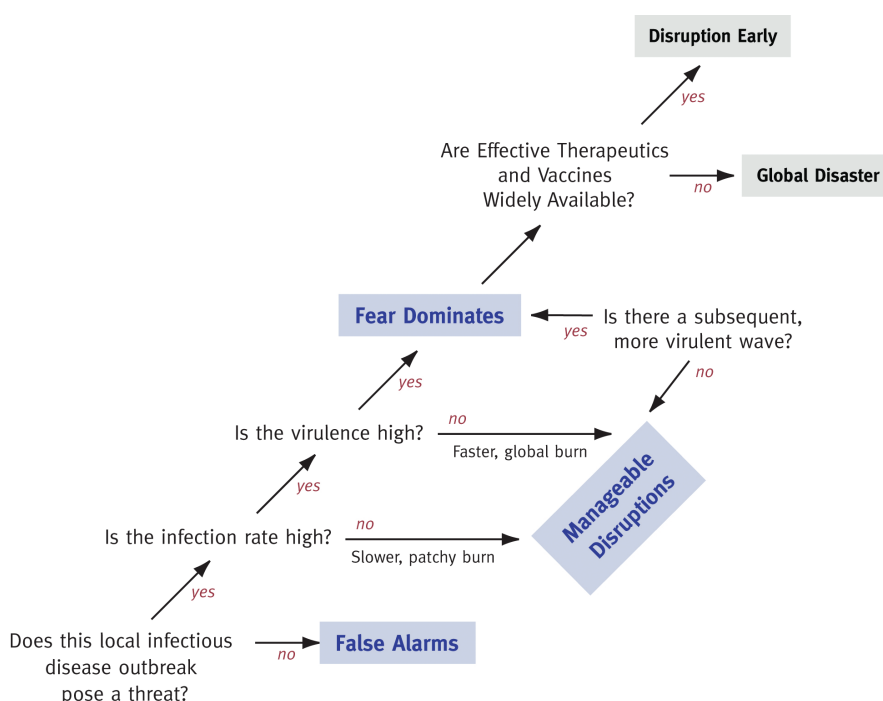 Disruption Early
yes
Are Effective Therapeutics
and Vaccines
Widely Available?
no
Global Disaster
Fear Dominates
yes
Is there a subsequent,
more virulent wave?
no
yes
Is the virulence high?
no
Faster, global burn
Manageable
Disruptions
yes
Is the infection rate high?
no
Slower, patchy burn
yes
Does this local infectious
disease outbreak
pose a threat?
no
False Alarms